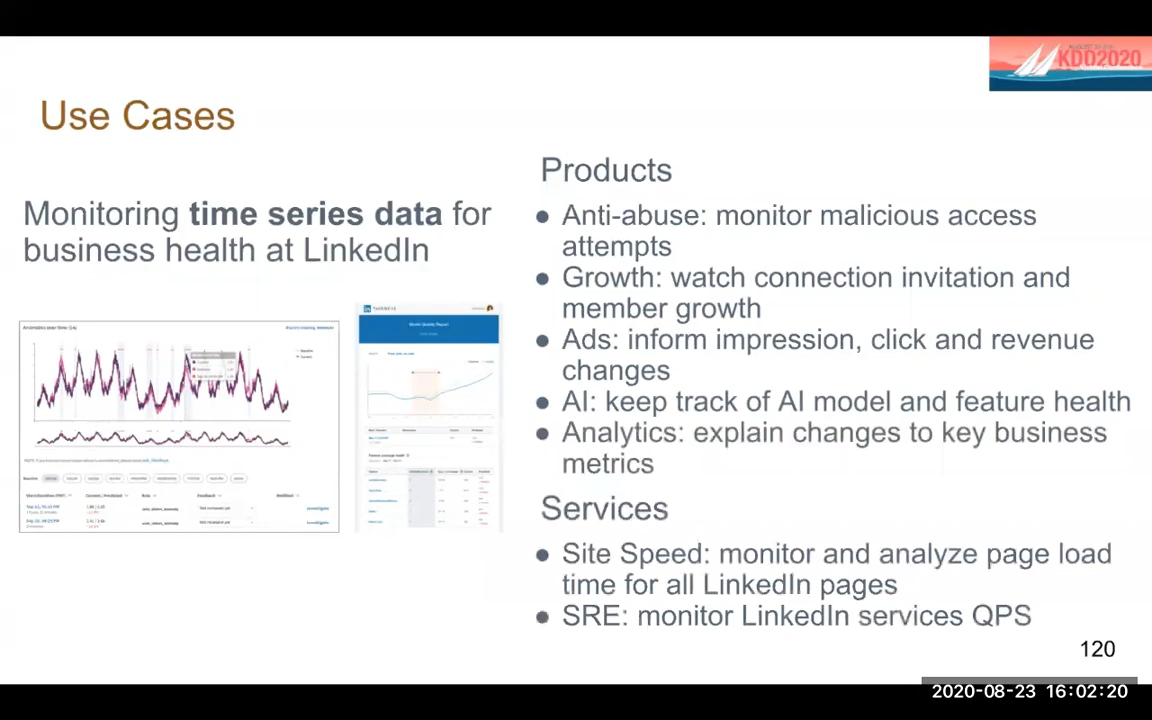 KDD2020
Use Cases
Monitoring time series data for
business health at LinkedIn
Products
● Anti-abuse: monitor malicious access
attempts
● Growth: watch connection invitation and
member growth
● Ads: inform impression, click and revenue
changes
● AI: keep track of AI model and feature health
● Analytics: explain changes to key business
metrics
Services
● Site Speed: monitor and analyze page load
time for all LinkedIn pages
● SRE: monitor LinkedIn services QPS
120
2020-08-23 16:02:20